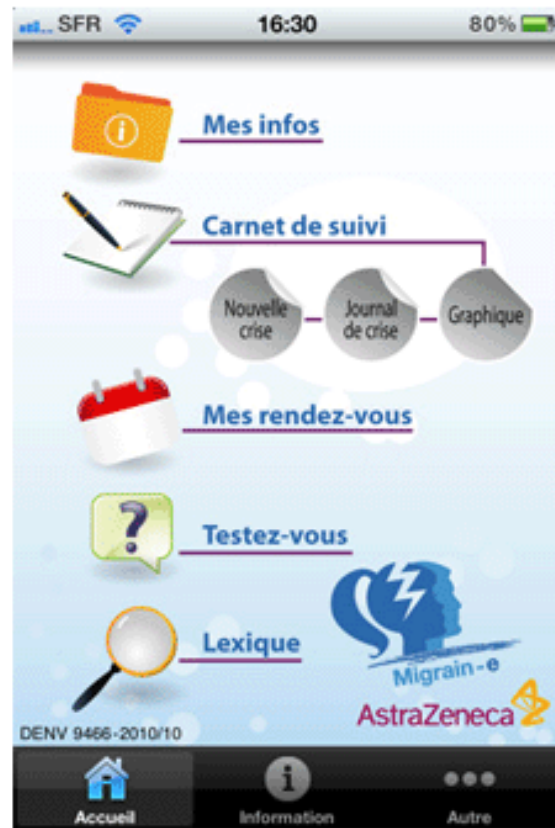 SFR 16:30 80%
Mes infos
Carnet de suivi
Nouvelle
crise
Journal
de crise
Graphique
Mes rendez-vous
Testez-vous
Lexique
Migrain-e
AstraZeneca
DENV 9466-2010/10
Accueil Information Autre